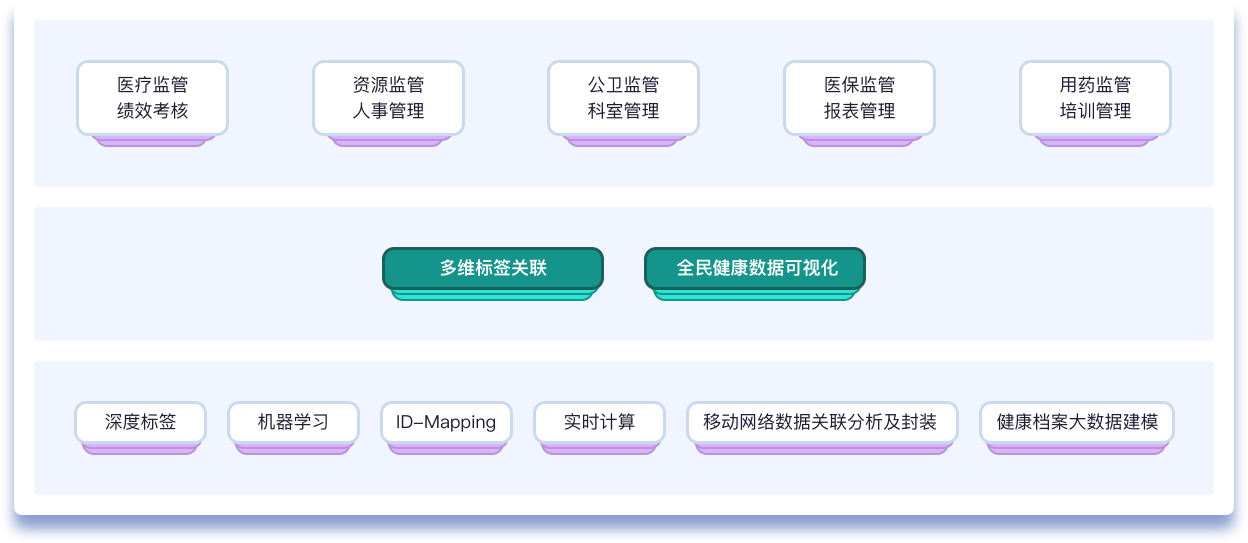 医疗监管
绩效考核
资源监管
人事管理
公卫监管
科室管理
医保监管
报表管理
用药监管
培训管理
多维标签关联
全民健康数据可视化
深度标签
机器学习
ID-Mapping
实时计算
移动网络数据关联分析及封装
健康档案大数据建模